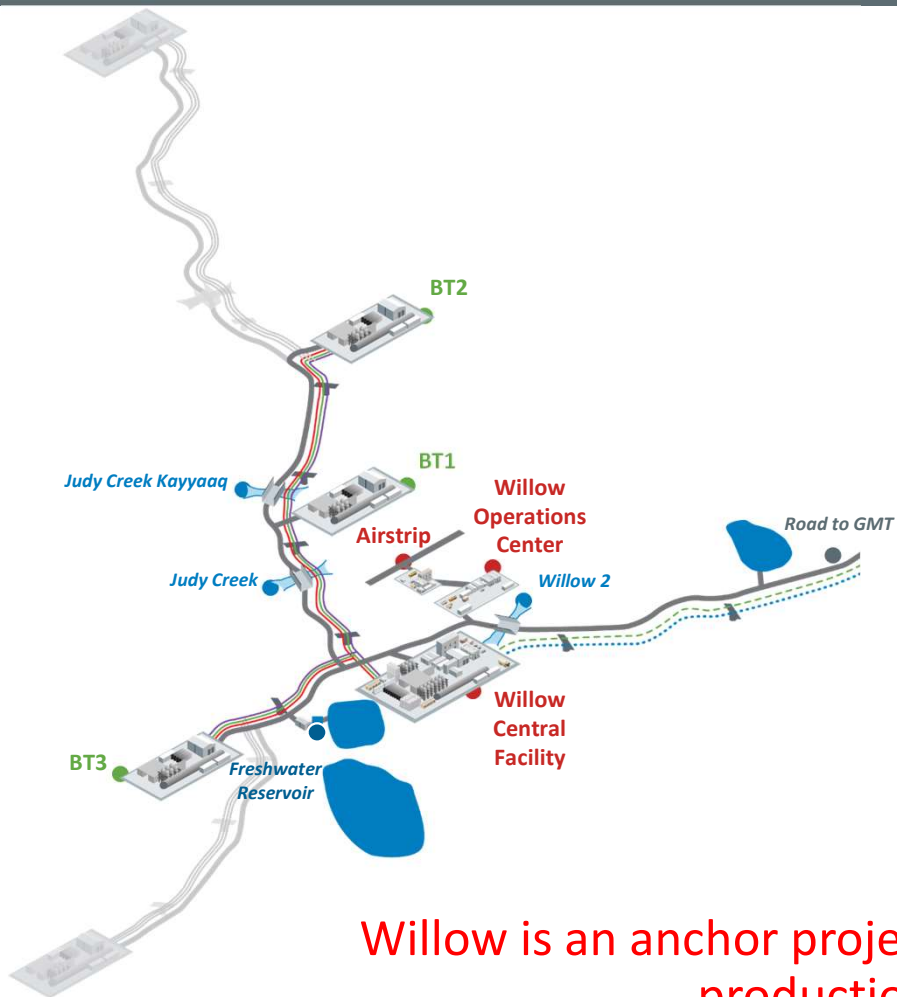 BT2
Judy Creek Kayyaaq
BT1
Willow
Operations
Center
Airstrip
Road to GMT
Judy Creek
Willow 2
Willow
Central
Facility
BT3
Freshwater
Reservoir
Willow is an anchor proje
productio